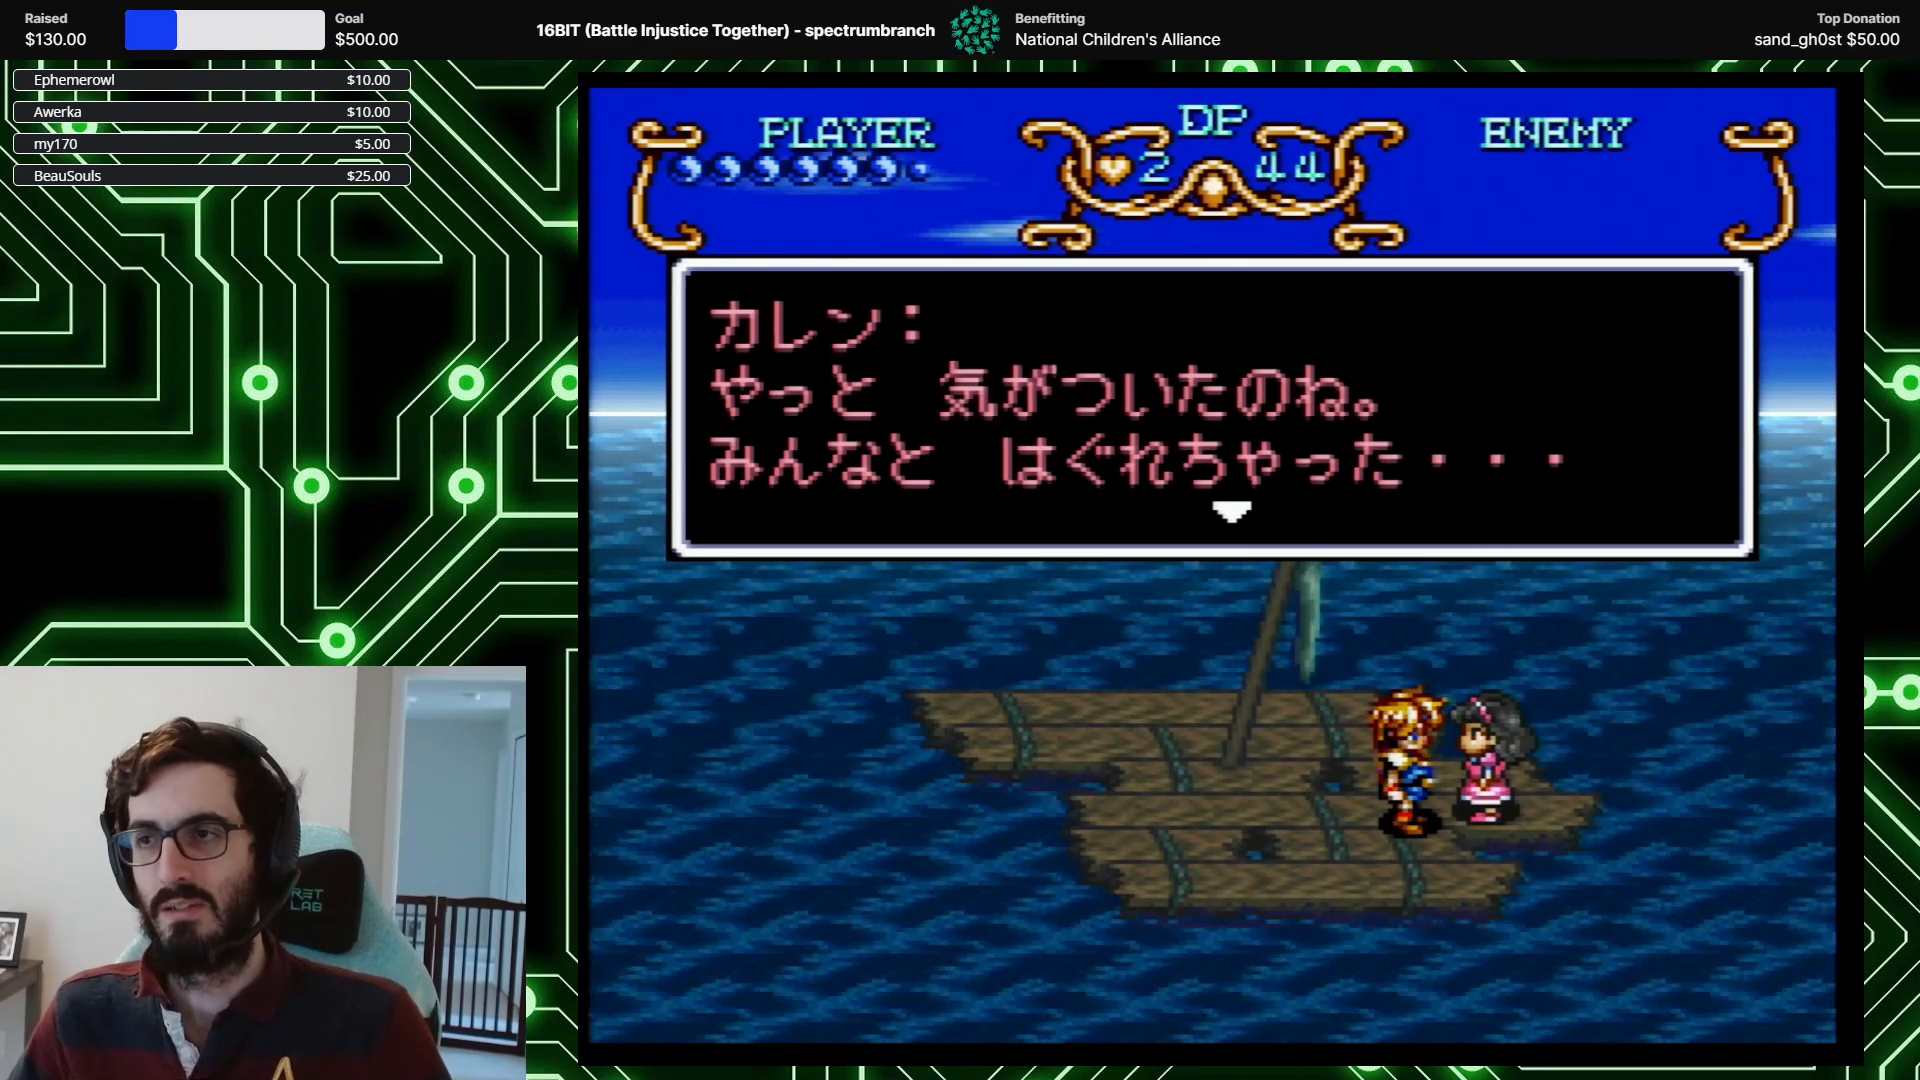 Raised
$130.00
Goal
$500.00
16BIT (Battle Injustice Together) - spectrumbranch
Benefitting
National Children's Alliance
Top Donation
sand_gh0st $50.00
Ephemerowl $10.00
Awerka $10.00
my170 $5.00
BeauSouls $25.00
PLAYER
DP
ENEMY
2
44
カレン：
やっと 気がついたのね。
みんなと はぐれちゃった・・・
RET
LAB